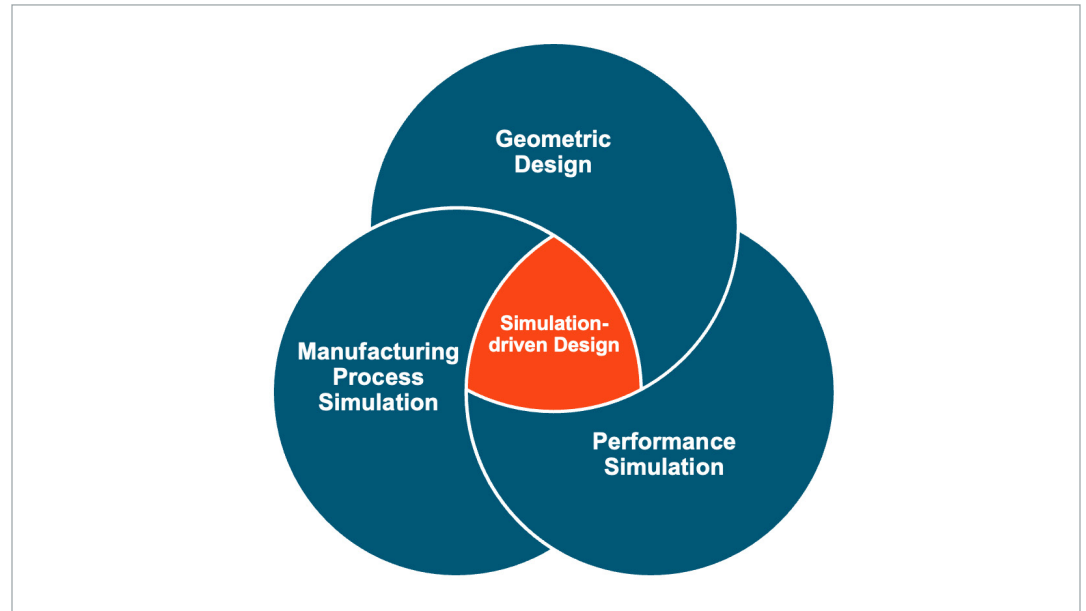 Geometric
Design
Simulation-
driven Design
Manufacturing
Process
Simulation
Performance
Simulation